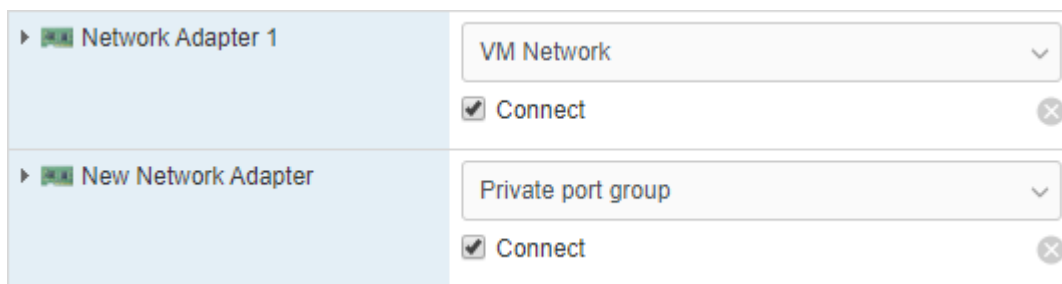 Network Adapter 1
VM Network
Connect
New Network Adapter
Private port group
Connect